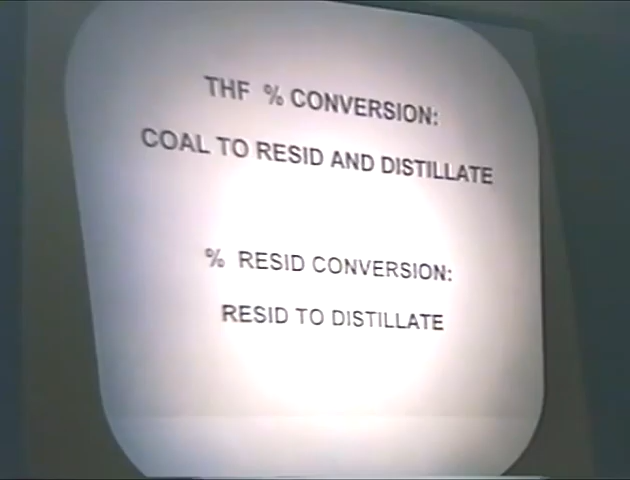 THF % CONVERSION:
COAL TO RESID AND DISTILLATE
% RESID CONVERSION:
RESID TO DISTILLATE